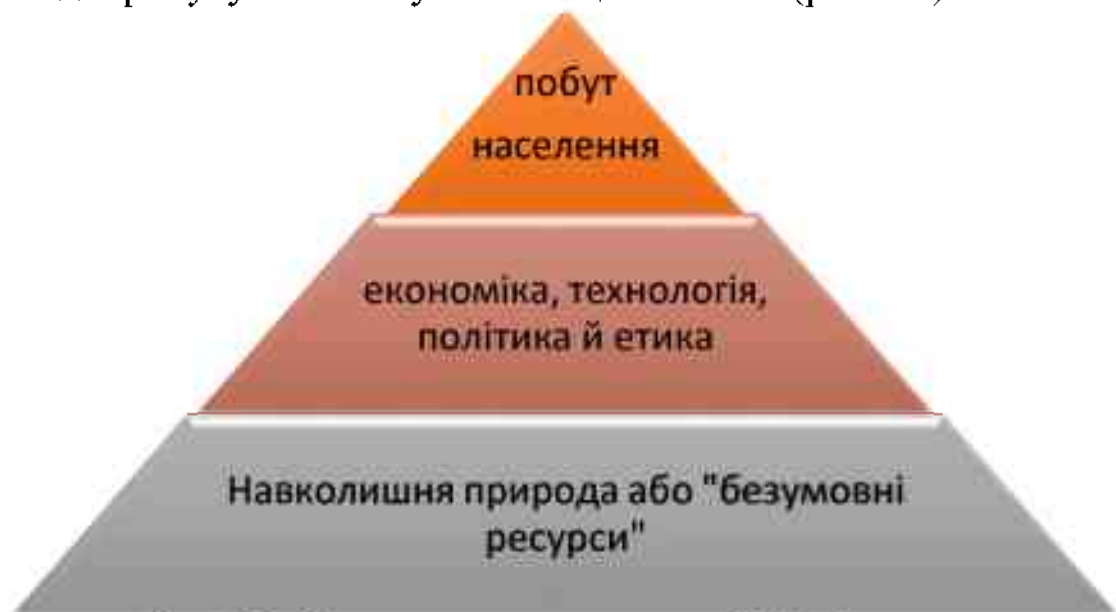 побут
населення
економіка, технологія,
політика й етика
Навколишня природа або "безумовні
ресурси"